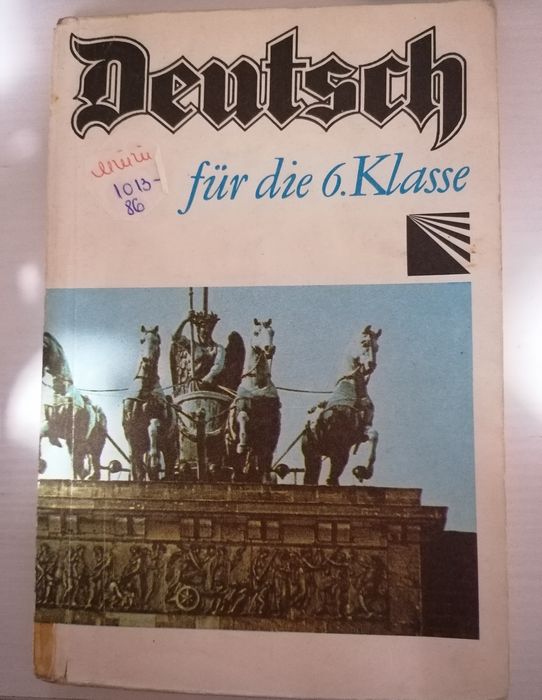 Deutsch
für die 6. Klasse
1013-
86